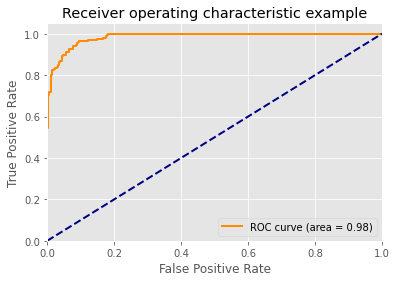 Receiver operating characteristic example
True Positive Rate
1.0
0.8
0.6
0.4
0.2
0.0
ROC curve (area = 0.98)
0.0 0.2 0.4 0.6 0.8 1.0
False Positive Rate